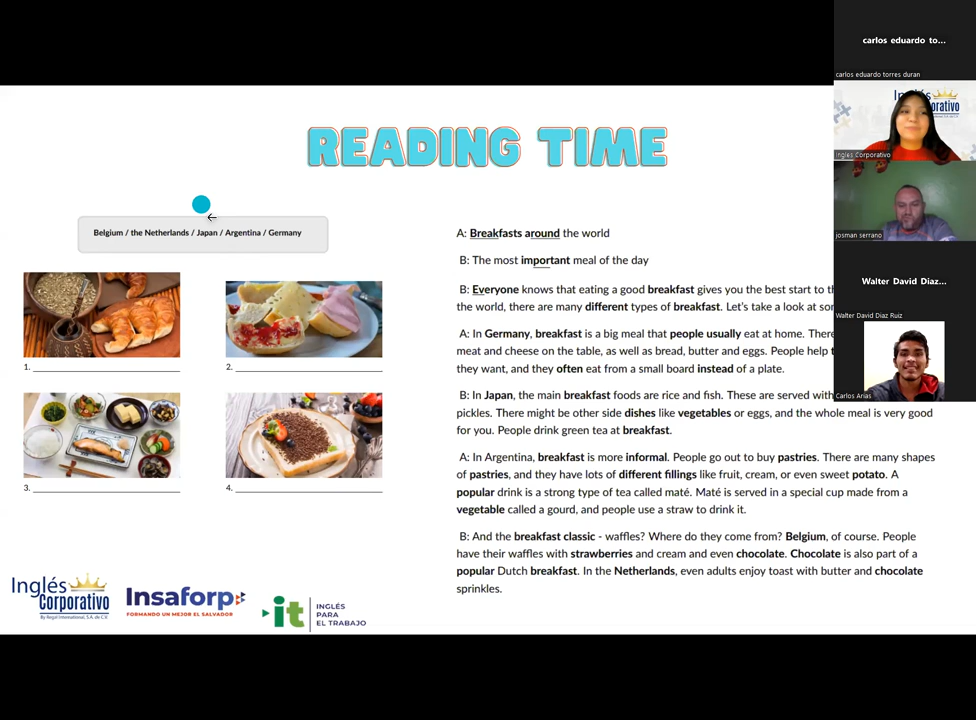 READING TIME
Belgium / the Netherlands / Japan / Argentina / Germany
1.
2.
3.
4.
A: Breakfasts around the world
B: The most important meal of the day
B: Everyone knows that eating a good breakfast gives you the best start to
the world, there are many different types of breakfast. Let's take a look at
A: In Germany, breakfast is a big meal that people usually eat at home.
meat and cheese on the table, as well as bread, butter and eggs. People help
they want, and they often eat from a small board instead of a plate.
B: In Japan, the main breakfast foods are rice and fish. These are served with
pickles. There might be other side dishes like vegetables or eggs, and the whole meal is very good
for you. People drink green tea at breakfast.
A: In Argentina, breakfast is more informal. People go out to buy pastries. There are many shapes
of pastries, and they have lots of different fillings like fruit, cream, or even sweet potato. A
popular drink is a strong type of tea called maté. Maté is served in a special cup made from a
vegetable called a gourd, and people use a straw to drink it.
B: And the breakfast classic - waffles? Where do they come from? Belgium, of course. People
have their waffles with strawberries and cream and even chocolate. Chocolate is also part of a
popular Dutch breakfast. In the Netherlands, even adults enjoy toast with butter and chocolate
sprinkles.
Inglés
Corporativo
By Regal International, S.A. de C.V.
Insaforp
FORMANDO UN MEJOR EL SALVADOR
it
INGLÉS
PARA
EL TRABAJO
carlos eduardo to...
carlos eduardo torres duran
Inglés Corporativo
josman serrano
Walter David Diaz...
Walter David Diaz Ruiz
Carlos Arias